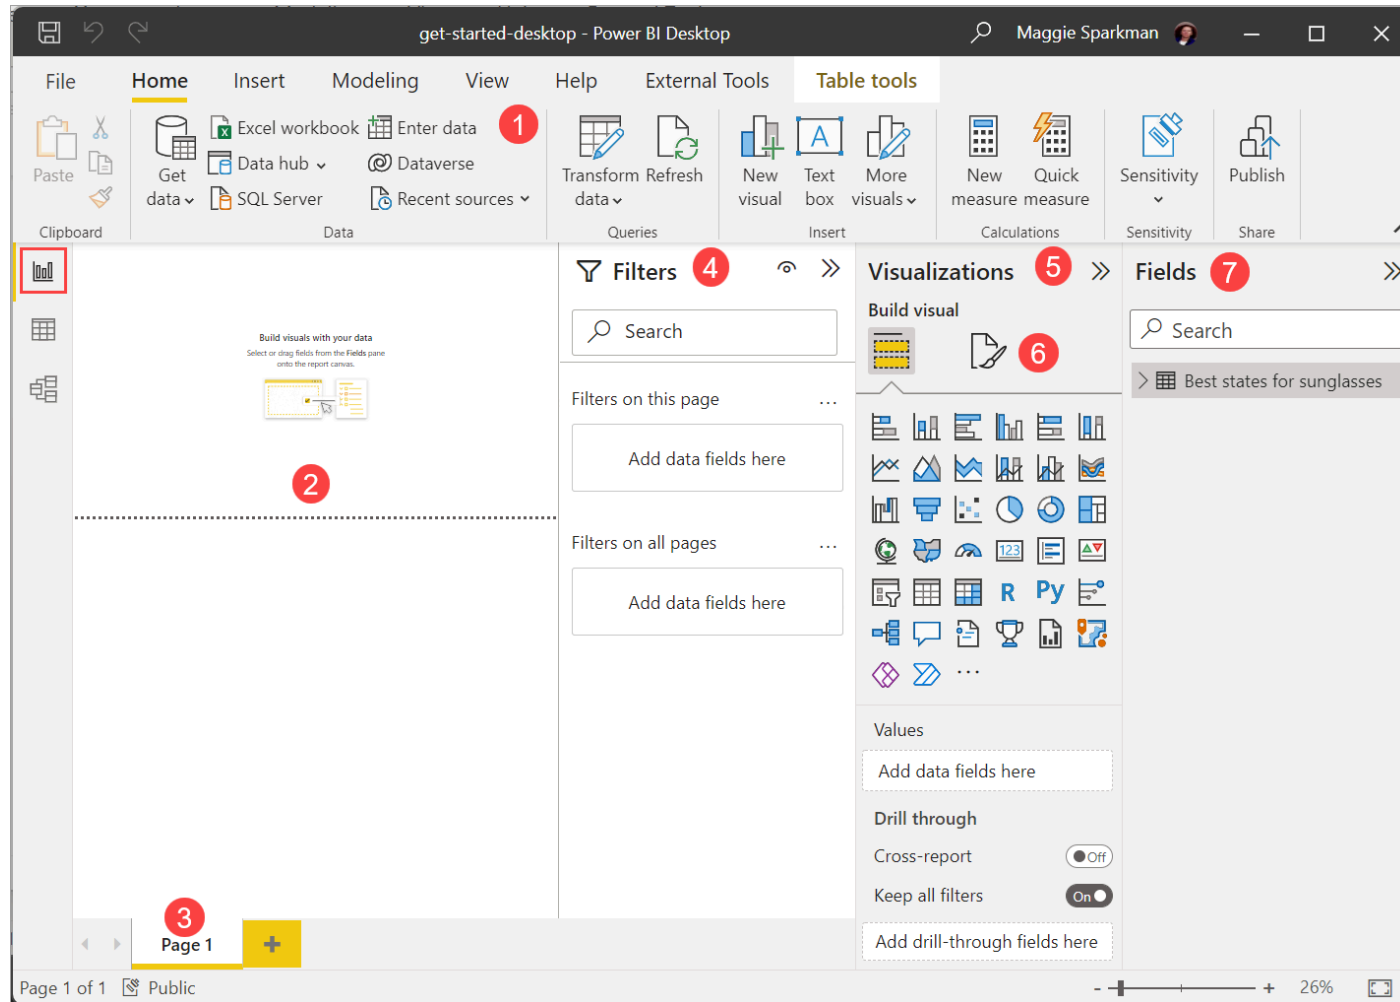 get-started-desktop - Power BI Desktop
Maggie Sparkman
File Home Insert Modeling View Help External Tools Table tools
Paste
Clipboard
Get data
Excel workbook
Data hub
SQL Server
Enter data
Dataverse
Recent sources
Data
1
Transform data
Refresh
Queries
New visual
Text box
A
More visuals
Insert
New measure
Quick measure
Calculations
Sensitivity
Sensitivity
Publish
Share
Build visuals with your data
Select or drag fields from the Fields pane
onto the report canvas.
2
3
Page 1
+
Filters 4
Search
Filters on this page ...
Add data fields here
Filters on all pages ...
Add data fields here
Visualizations 5
Build visual
6
123
R Py
...
Values
Add data fields here
Drill through
Cross-report Off
Keep all filters On
Add drill-through fields here
Fields 7
Search
Best states for sunglasses
Page 1 of 1 Public
- + 26%